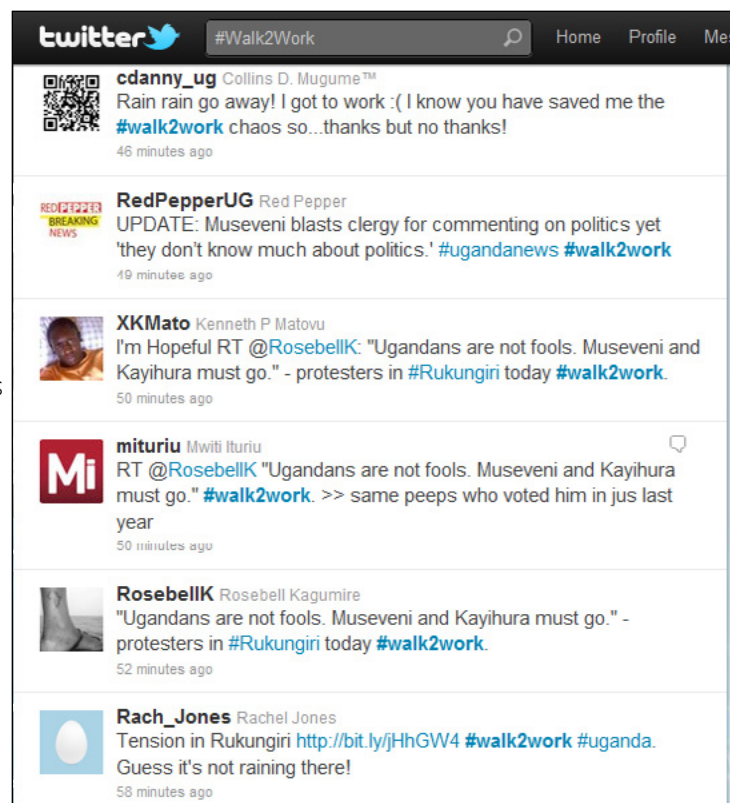 twitter
#Walk2Work
Home Profile Mes
cdanny_ug Collins D. Mugume™
Rain rain go away! I got to work :( I know you have saved me the
#walk2work chaos so...thanks but no thanks!
46 minutes ago
RED PEPPER
BREAKING
NEWS
RedPepperUG Red Pepper
UPDATE: Museveni blasts clergy for commenting on politics yet
'they don't know much about politics.' #ugandanews #walk2work
49 minutes ago
XKMato Kenneth P Matovu
I'm Hopeful RT @RosebellK: "Ugandans are not fools. Museveni and
Kayihura must go." - protesters in #Rukungiri today #walk2work.
50 minutes ago
s
Mi
mituriu Mwiti Ituriu
RT @RosebellK "Ugandans are not fools. Museveni and Kayihura
must go." #walk2work. >> same peeps who voted him in jus last
year
50 minutes ago
RosebellK Rosebell Kagumire
"Ugandans are not fools. Museveni and Kayihura must go." -
protesters in #Rukungiri today #walk2work.
52 minutes ago
Rach_Jones Rachel Jones
Tension in Rukungiri http://bit.ly/jHhGW4 #walk2work #uganda.
Guess it's not raining there!
58 minutes ago